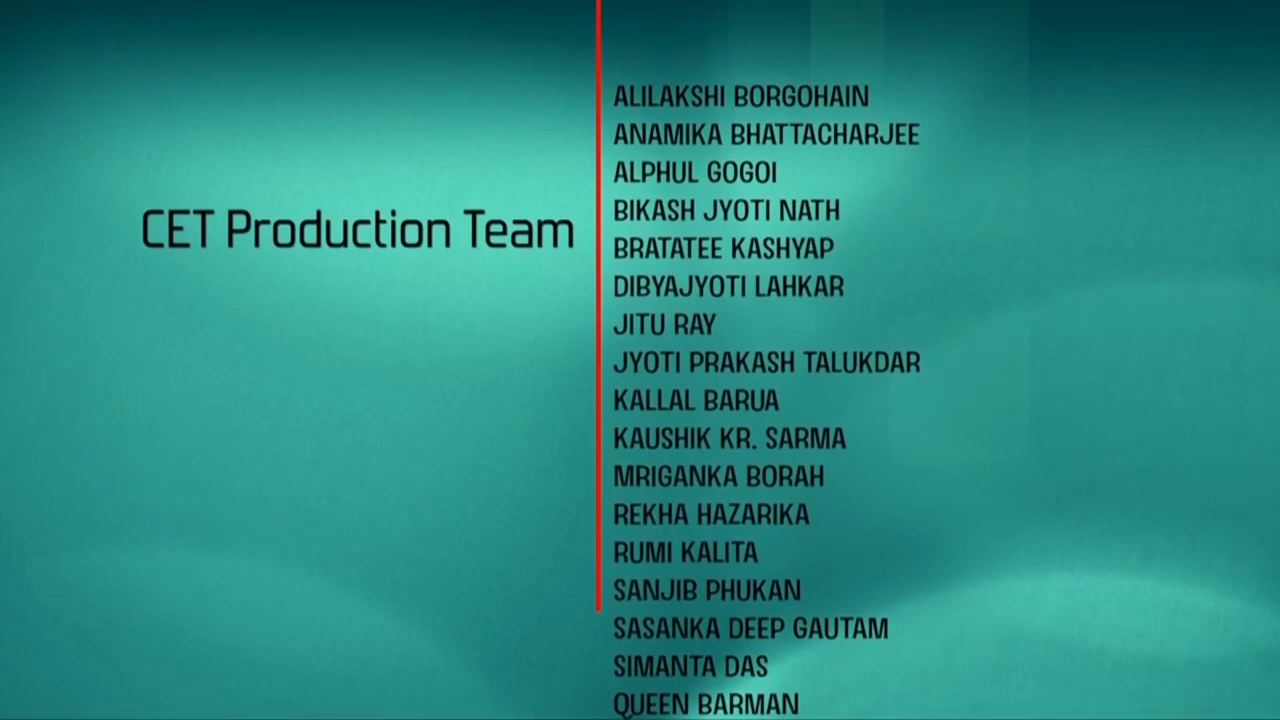 CET Production Team
ALILAKSHI BORGOHAIN
ANAMIKA BHATTACHARJEE
ALPHUL GOGOI
BIKASH JYOTI NATH
BRATATEE KASHYAP
DIBYAJYOTI LAHKAR
JITU RAY
JYOTI PRAKASH TALUKDAR
KALLAL BARUA
KAUSHIK KR. SARMA
MRIGANKA BORAH
REKHA HAZARIKA
RUMI KALITA
SANJIB PHUKAN
SASANKA DEEP GAUTAM
SIMANTA DAS
QUEEN BARMAN